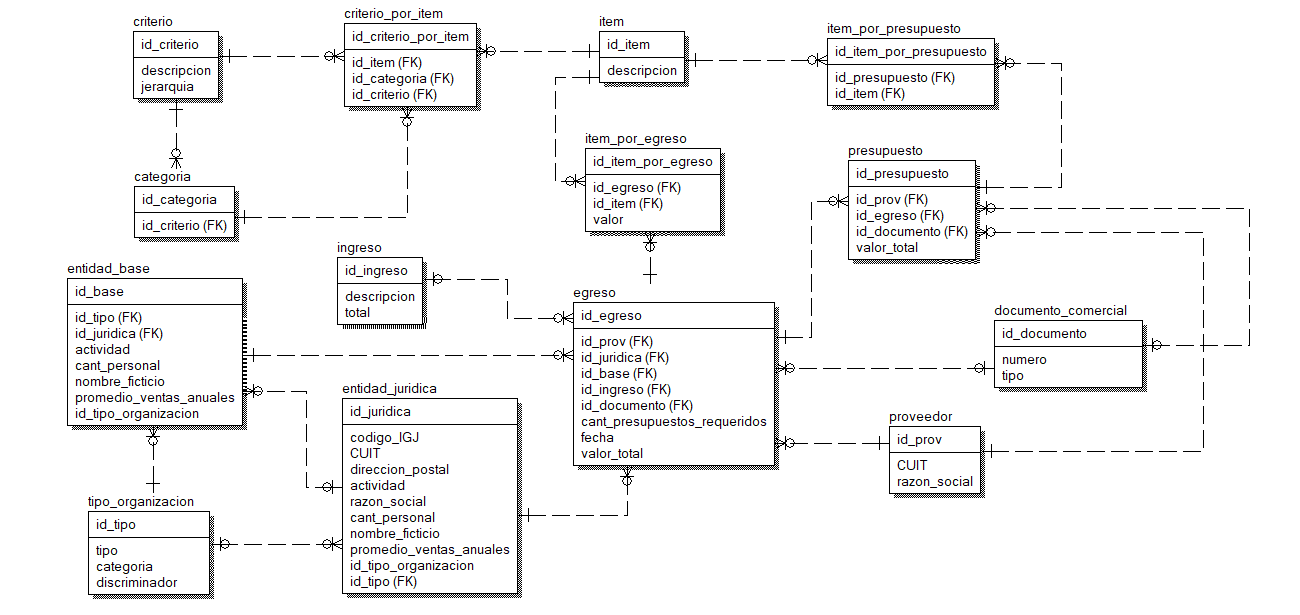 criterio
id_criterio
descripcion
jerarquia
criterio_por_item
id_criterio_por_item
id_item (FK)
id_categoria (FK)
id_criterio (FK)
item
id_item
descripcion
item_por_presupuesto
id_item_por_presupuesto
id_presupuesto (FK)
id_item (FK)
categoria
id_categoria
id_criterio (FK)
item_por_egreso
id_item_por_egreso
id_egreso (FK)
id_item (FK)
valor
presupuesto
id_presupuesto
id_prov (FK)
id_egreso (FK)
id_documento (FK)
valor_total
ingreso
id_ingreso
descripcion
total
entidad_base
id_base
id_tipo (FK)
id_juridica (FK)
actividad
cant_personal
nombre_ficticio
promedio_ventas_anuales
id_tipo_organizacion
egreso
id_egreso
id_prov (FK)
id_juridica (FK)
id_base (FK)
id_ingreso (FK)
id_documento (FK)
cant_presupuestos_requeridos
fecha
valor_total
documento_comercial
id_documento
numero
tipo
entidad_juridica
id_juridica
codigo_IGJ
CUIT
direccion_postal
actividad
razon_social
cant_personal
nombre_ficticio
promedio_ventas_anuales
id_tipo_organizacion
id_tipo (FK)
proveedor
id_prov
CUIT
razon_social
tipo_organizacion
id_tipo
tipo
categoria
discriminador